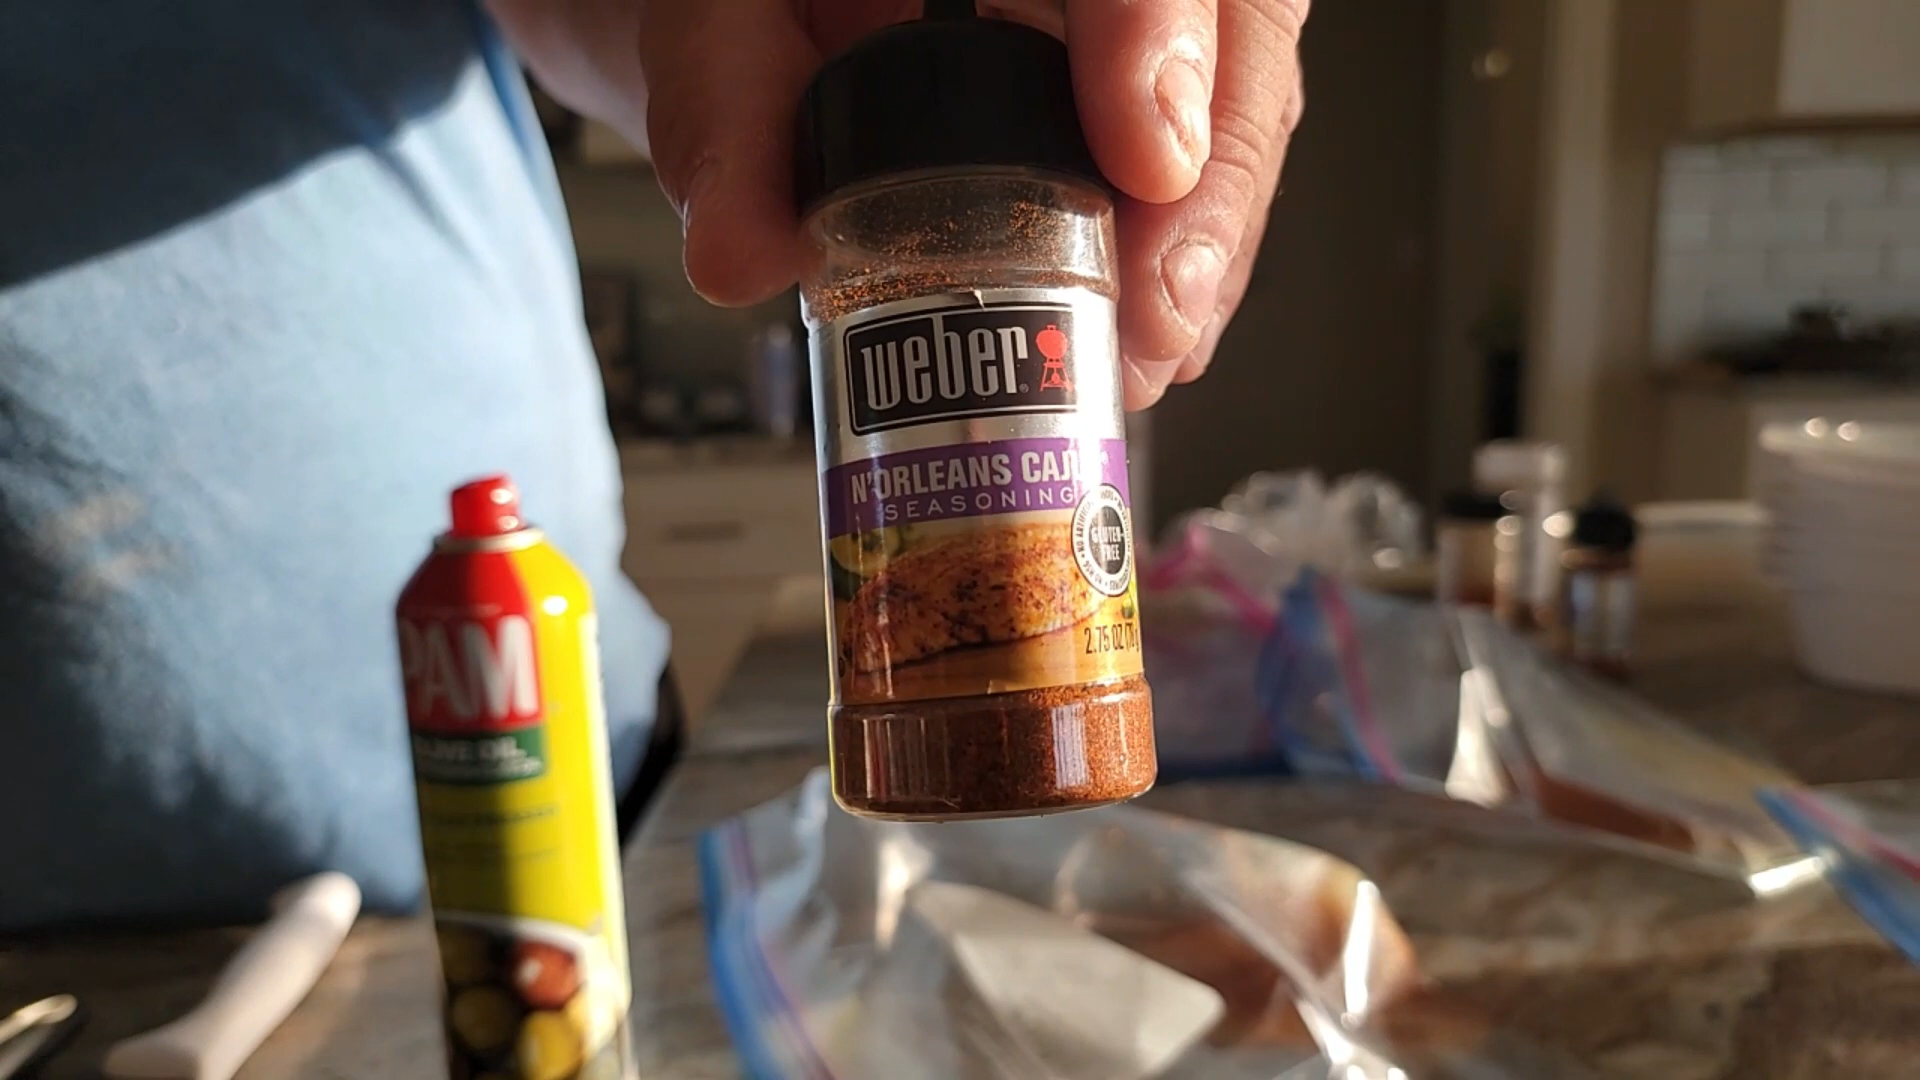 weber
N'ORLEANS CAJ
SEASONING
GLUTEN-
FREE
2.75 OZ
PAM
OLIVE OIL